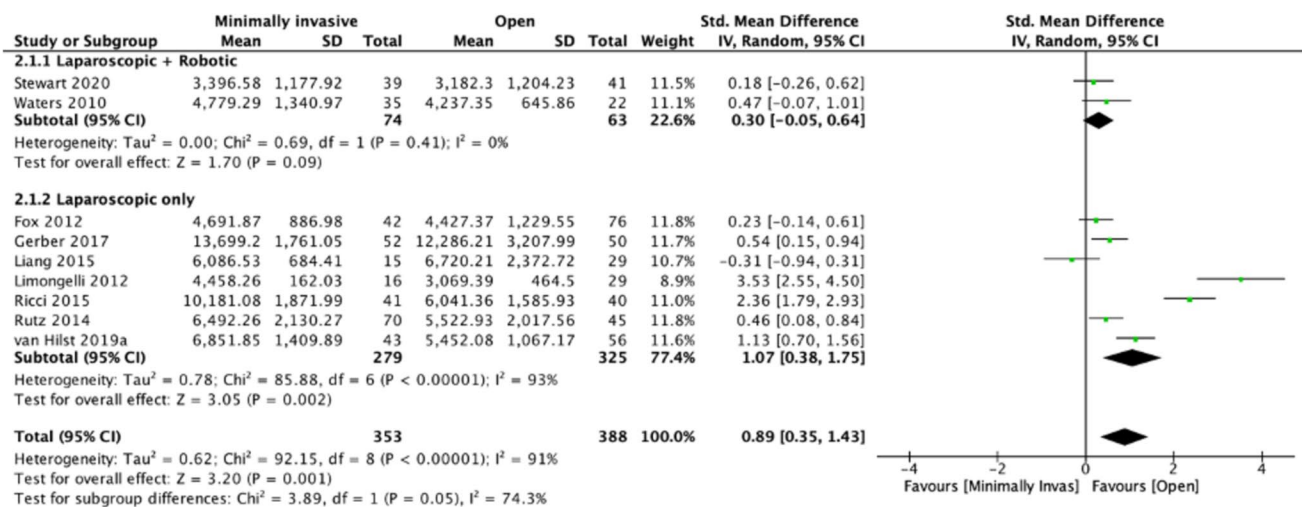 Minimally invasive Open Std. Mean Difference Std. Mean Difference
Study or Subgroup Mean SD Total Mean SD Total Weight IV, Random, 95% CI IV, Random, 95% CI
2.1.1 Laparoscopic + Robotic
Stewart 2020 3,396.58 1,177.92 39 3,182.3 1,204.23 41 11.5% 0.18 [-0.26, 0.62]
Waters 2010 4,779.29 1,340.97 35 4,237.35 645.86 22 11.1% 0.47 [-0.07, 1.01]
Subtotal (95% CI) 74 63 22.6% 0.30 [-0.05, 0.64]
Heterogeneity: Tau² = 0.00; Chi² = 0.69, df = 1 (P = 0.41); I² = 0%
Test for overall effect: Z = 1.70 (P = 0.09)
2.1.2 Laparoscopic only
Fox 2012 4,691.87 886.98 42 4,427.37 1,229.55 76 11.8% 0.23 [-0.14, 0.61]
Gerber 2017 13,699.2 1,761.05 52 12,286.21 3,207.99 50 11.7% 0.54 [0.15, 0.94]
Liang 2015 6,086.53 684.41 15 6,720.21 2,372.72 29 10.7% -0.31 [-0.94, 0.31]
Limongelli 2012 4,458.26 162.03 16 3,069.39 464.5 29 8.9% 3.53 [2.55, 4.50]
Ricci 2015 10,181.08 1,871.99 41 6,041.36 1,585.93 40 11.0% 2.36 [1.79, 2.93]
Rutz 2014 6,492.26 2,130.27 70 5,522.93 2,017.56 45 11.8% 0.46 [0.08, 0.84]
van Hilst 2019a 6,851.85 1,409.89 43 5,452.08 1,067.17 56 11.6% 1.13 [0.70, 1.56]
Subtotal (95% CI) 279 325 77.4% 1.07 [0.38, 1.75]
Heterogeneity: Tau² = 0.78; Chi² = 85.88, df = 6 (P < 0.00001); I² = 93%
Test for overall effect: Z = 3.05 (P = 0.002)
Total (95% CI) 353 388 100.0% 0.89 [0.35, 1.43]
Heterogeneity: Tau² = 0.62; Chi² = 92.15, df = 8 (P < 0.00001); I² = 91%
Test for overall effect: Z = 3.20 (P = 0.001)
Test for subgroup differences: Chi² = 3.89, df = 1 (P = 0.05), I² = 74.3%
-4 -2 0 2 4
Favours [Minimally Invas] Favours [Open]